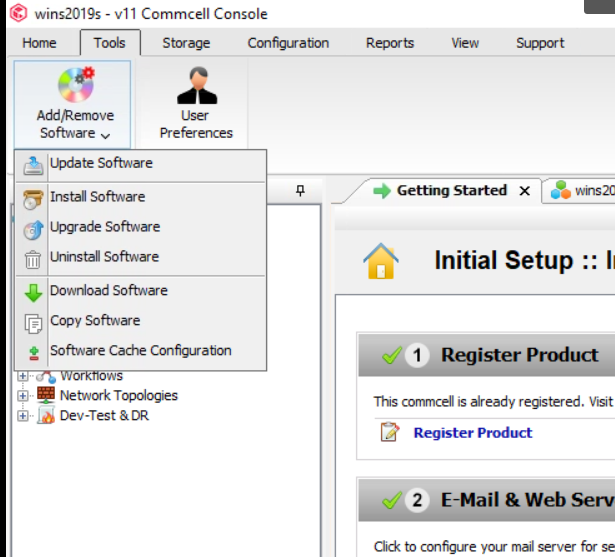 wins2019s - v11 Commcell Console
Home Tools Storage Configuration Reports View Support
Add/Remove
Software
User
Preferences
Update Software
Install Software
Upgrade Software
Uninstall Software
Download Software
Copy Software
Software Cache Configuration
Workflows
Network Topologies
Dev-Test & DR
Getting Started
wins20
Initial Setup ::
1 Register Product
This commcell is already registered. Visit
Register Product
2 E-Mail & Web Serv
Click to configure your mail server for se